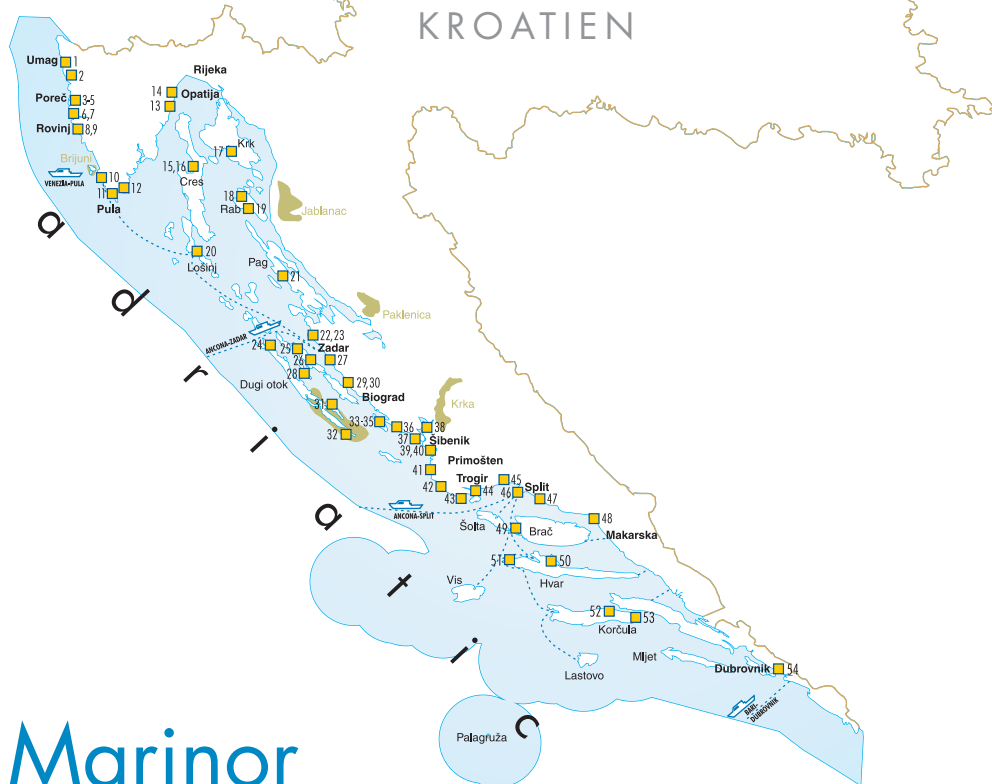 KROATIEN
Umag 1
2
Poreč 3-5
6,7
Rovinj 8,9
Brijuni
VENEZIA-PULA
10
11
12
Pula
Rijeka
14
Opatija
13
Krk
17
15,16
Cres
18
Rab
19
Jablanac
20
Lošinj
Pag
21
Paklenica
ANCONA-ZADAR
22,23
Zadar
24
25
26
27
28
Dugi otok
29,30
Biograd
31
32
33-35
36
Krka
37
38
Šibenik
39,40
Primošten
41
42
Trogir
43
44
45
46
Split
47
ANCONA-SPLIT
Šolta
48
Makarska
49
Brač
51
50
Hvar
Vis
52
53
Korčula
Mljet
Lastovo
Dubrovnik 54
BARI-
DUBROVNIK
Palagruža
adriatic
Marinor